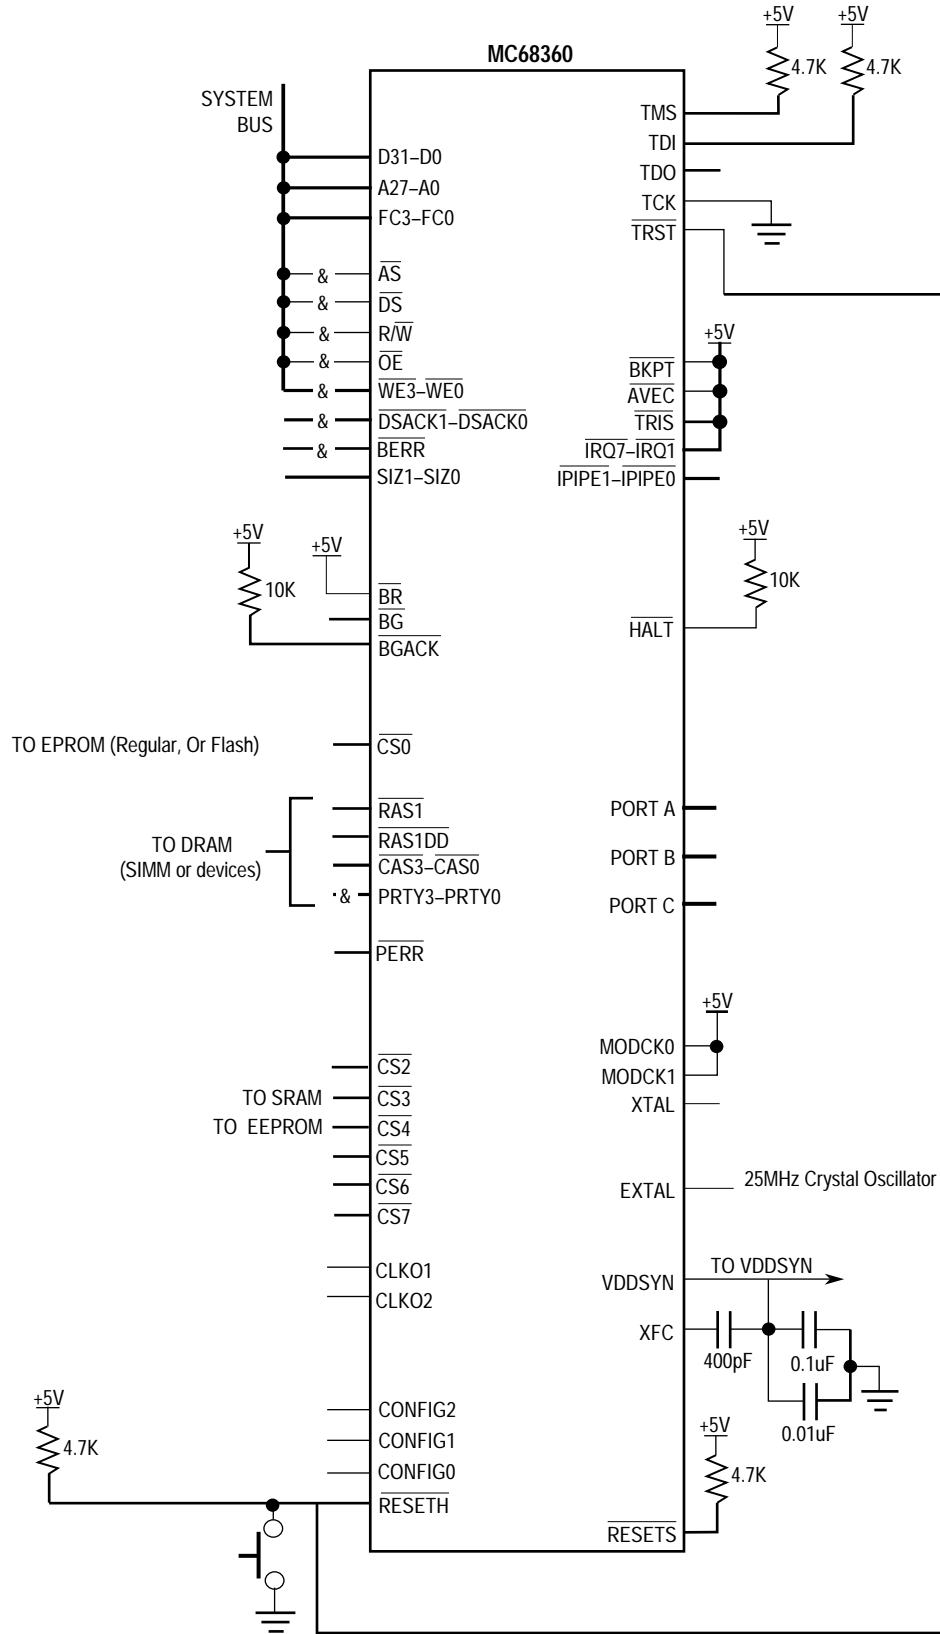 +5V
+5V
MC68360
4.7K
4.7K
SYSTEM
BUS
TMS
TDI
TDO
TCK
TRST
D31–D0
A27–A0
FC3–FC0
& AS
& DS
& R/W
& OE
& WE3–WE0
& DSACK1–DSACK0
& BERR
SIZ1–SIZ0
+5V
BKPT
AVEC
TRIS
IRQ7–IRQ1
IPIPE1–IPIPE0
+5V
+5V
10K
BR
BG
BGACK
+5V
10K
HALT
TO EPROM (Regular, Or Flash)
CS0
TO DRAM
(SIMM or devices)
RAS1
RAS1DD
CAS3–CAS0
& PRTY3–PRTY0
PERR
PORT A
PORT B
PORT C
+5V
MODCK0
MODCK1
XTAL
CS2
TO SRAM CS3
TO EEPROM CS4
CS5
CS6
CS7
EXTAL
25MHz Crystal Oscillator
CLKO1
CLKO2
VDDSYN
TO VDDSYN
XFC
400pF
0.1uF
0.01uF
+5V
4.7K
CONFIG2
CONFIG1
CONFIG0
RESETH
+5V
4.7K
RESETS